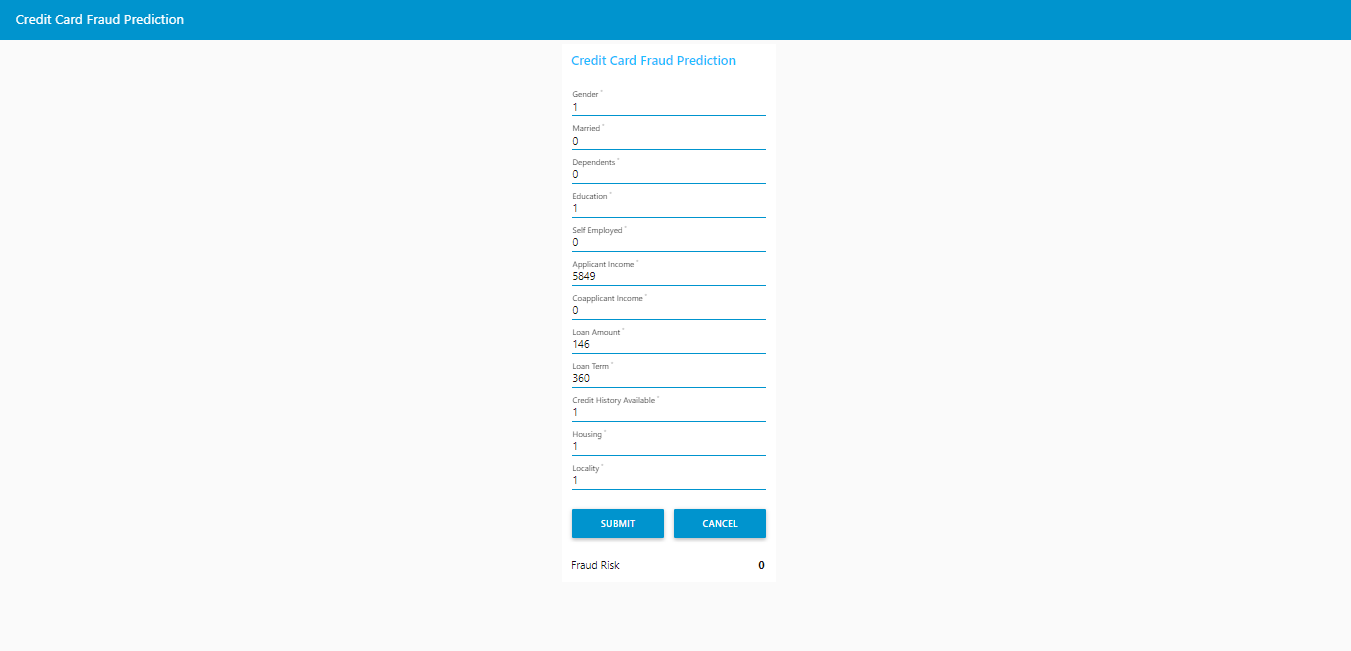 Credit Card Fraud Prediction
Credit Card Fraud Prediction
Gender *
1
Married *
0
Dependents *
0
Education *
1
Self Employed *
0
Applicant Income *
5849
Coapplicant Income *
0
Loan Amount *
146
Loan Term *
360
Credit History Available *
1
Housing *
1
Locality *
1
SUBMIT CANCEL
Fraud Risk 0